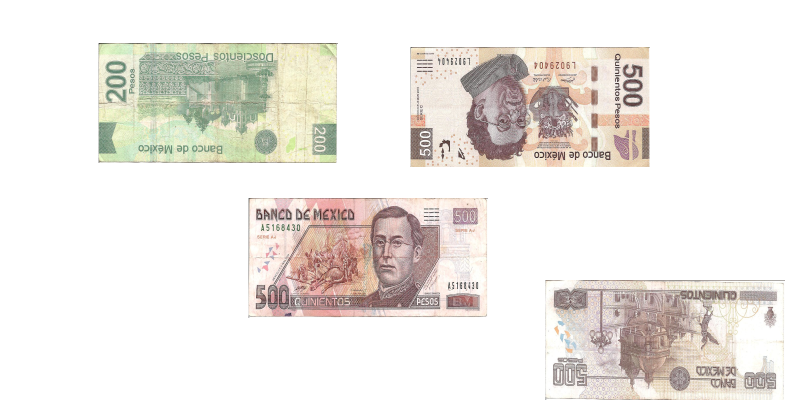 Doscientos Pesos
200
Pesos
200
Banco de México
L9029404
L9029404
500
Quinientos Pesos
500
Banco de México
BANCO DE MEXICO
500
A5168430
SERIE AJ
SERIE AJ
500
QUINIENTOS
PESOS
BM
A5168430
QUINIENTOS
500
PESOS
BANCO
DE MEXICO
500